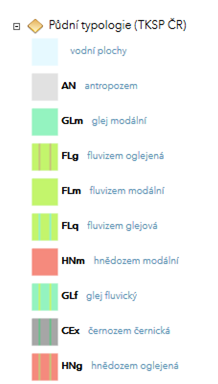 Půdní typologie (TKSP ČR)
vodní plochy
AN antropozem
GLm glej modální
FLg fluvizem oglejená
FLm fluvizem modální
FLq fluvizem glejová
HNm hnědozem modální
GLf glej fluvický
CEx černozem černická
HNg hnědozem oglejená